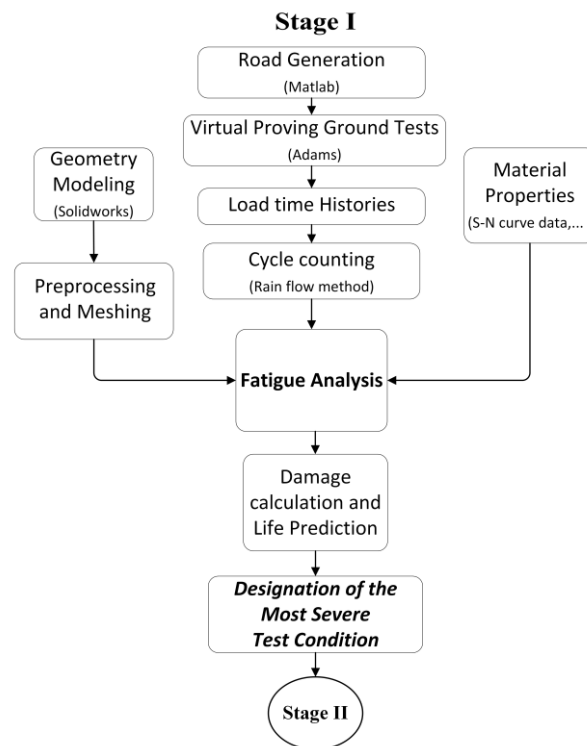 Stage I
Road Generation
(Matlab)
Virtual Proving Ground Tests
(Adams)
Geometry
Modeling
(Solidworks)
Load time Histories
Material
Properties
(S-N curve data,...
Cycle counting
(Rain flow method)
Preprocessing
and Meshing
Fatigue Analysis
Damage
calculation and
Life Prediction
Designation of the
Most Severe
Test Condition
Stage II